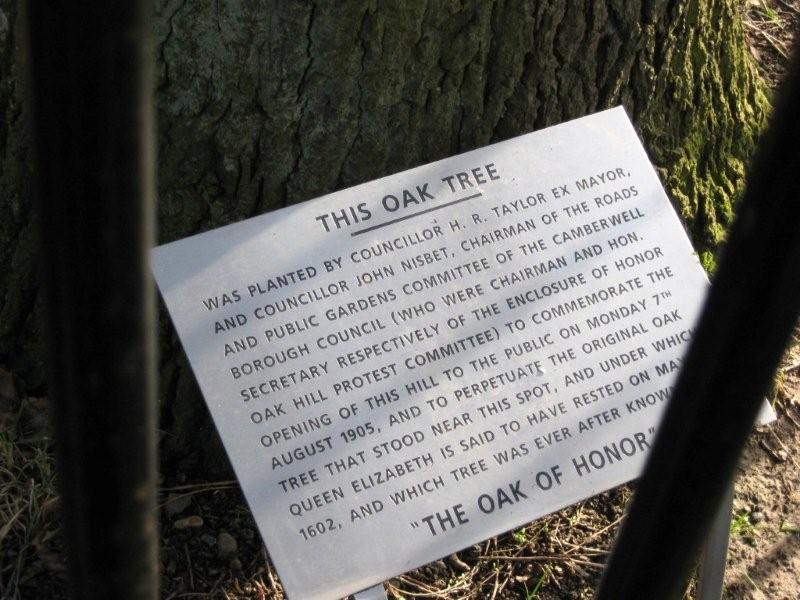 THIS OAK TREE
WAS PLANTED BY COUNCILLOR H. R. TAYLOR EX MAYOR,
AND COUNCILLOR JOHN NISBET, CHAIRMAN OF THE ROADS
AND PUBLIC GARDENS COMMITTEE OF THE CAMBERWELL
BOROUGH COUNCIL (WHO WERE CHAIRMAN AND HON.
SECRETARY RESPECTIVELY OF THE ENCLOSURE OF HONOR
OAK HILL PROTEST COMMITTEE) TO COMMEMORATE THE
OPENING OF THIS HILL TO THE PUBLIC ON MONDAY 7TH
AUGUST 1905, AND TO PERPETUATE THE ORIGINAL OAK
TREE THAT STOOD NEAR THIS SPOT, AND UNDER WHICH
QUEEN ELIZABETH IS SAID TO HAVE RESTED ON MAY
1602, AND WHICH TREE WAS EVER AFTER KNOWN
"THE OAK OF HONOR"